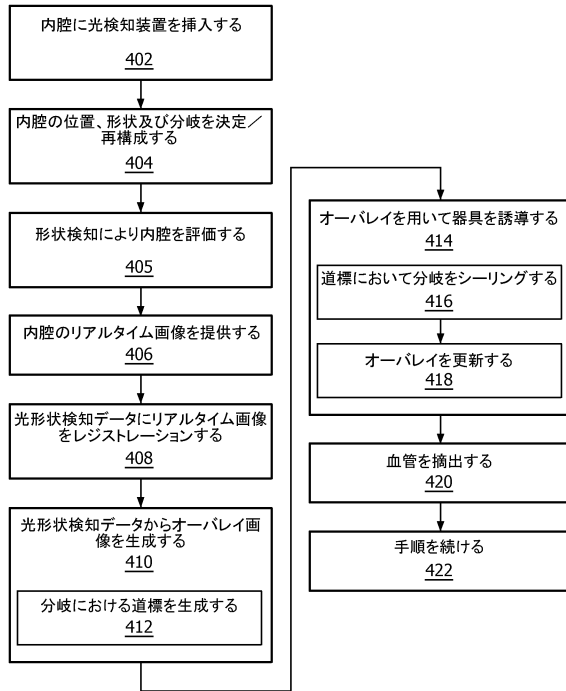 内腔に光検知装置を挿入する
402
内腔の位置、形状及び分岐を決定／
再構成する
404
形状検知により内腔を評価する
405
内腔のリアルタイム画像を提供する
406
光形状検知データにリアルタイム画像
をレジストレーションする
408
光形状検知データからオーバレイ画
像を生成する
410
分岐における道標を生成する
412
オーバレイを用いて器具を誘導する
414
道標において分岐をシーリングする
416
オーバレイを更新する
418
血管を摘出する
420
手順を続ける
422